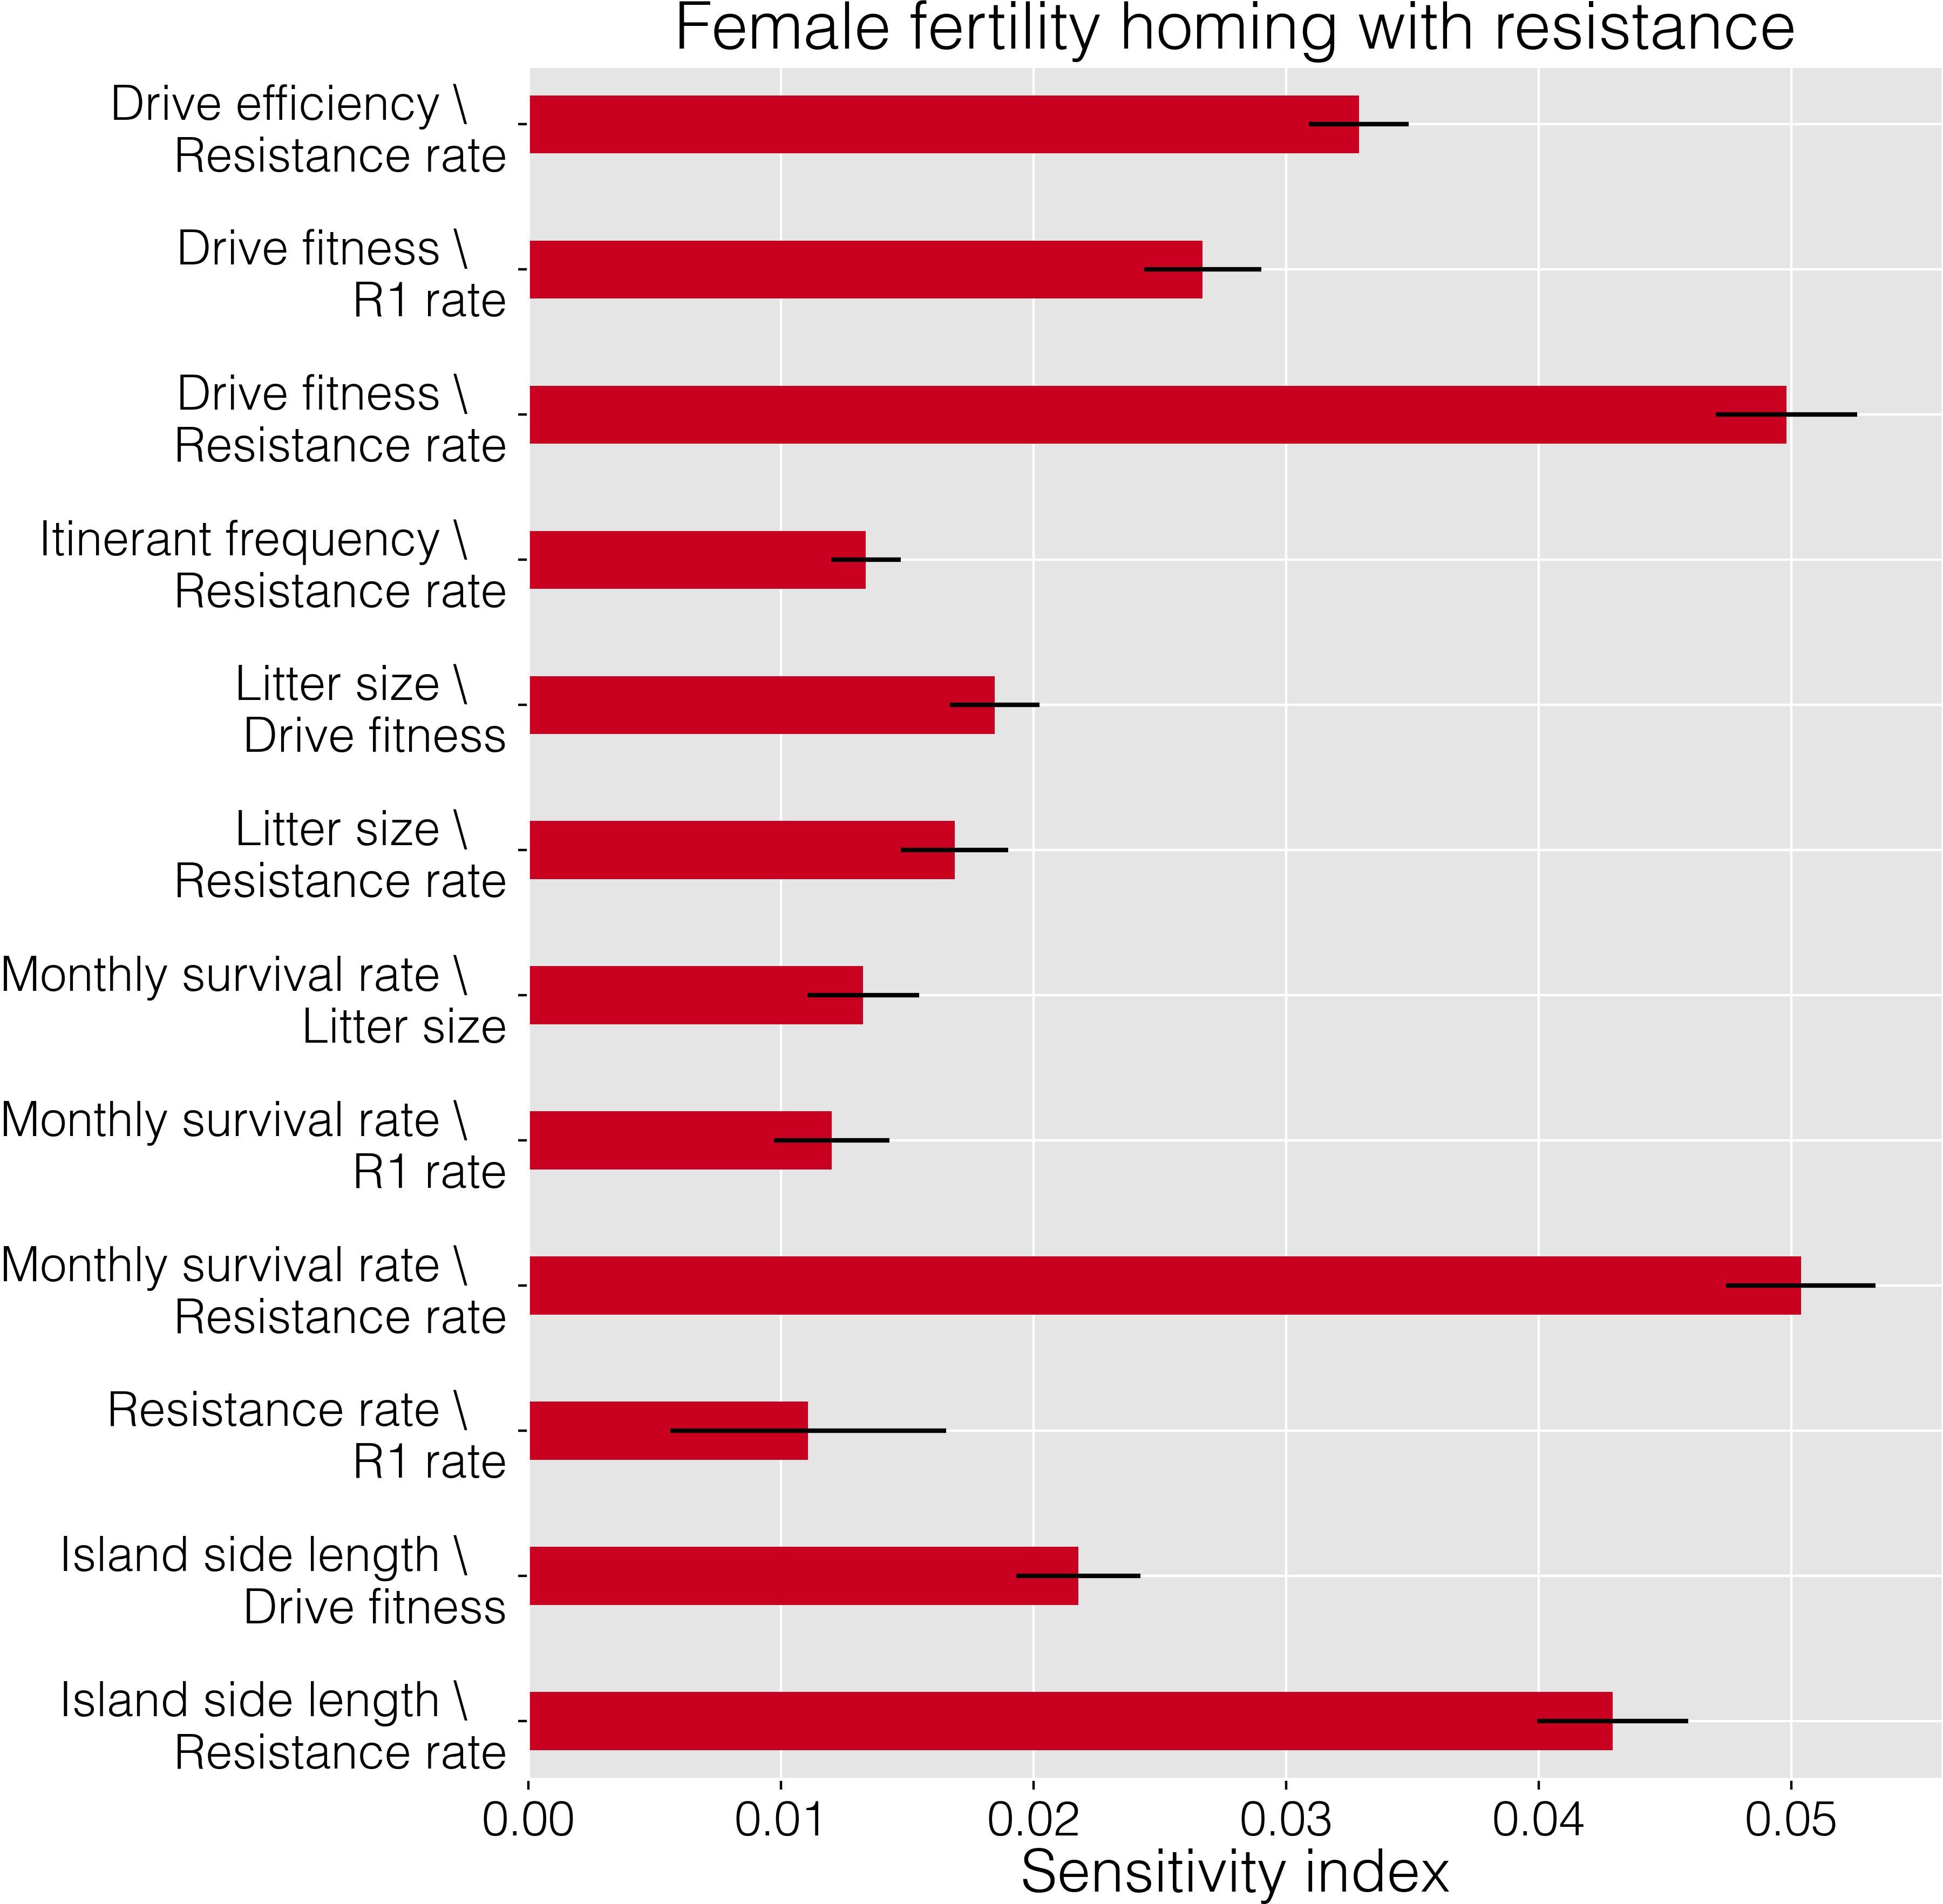 Female fertility homing with resistance
Drive efficiency \
Resistance rate
Drive fitness \
R1 rate
Drive fitness \
Resistance rate
Itinerant frequency \
Resistance rate
Litter size \
Drive fitness
Litter size \
Resistance rate
Monthly survival rate \
Litter size
Monthly survival rate \
R1 rate
Monthly survival rate \
Resistance rate
Resistance rate \
R1 rate
Island side length \
Drive fitness
Island side length \
Resistance rate
0.00 0.01 0.02 0.03 0.04 0.05
Sensitivity index